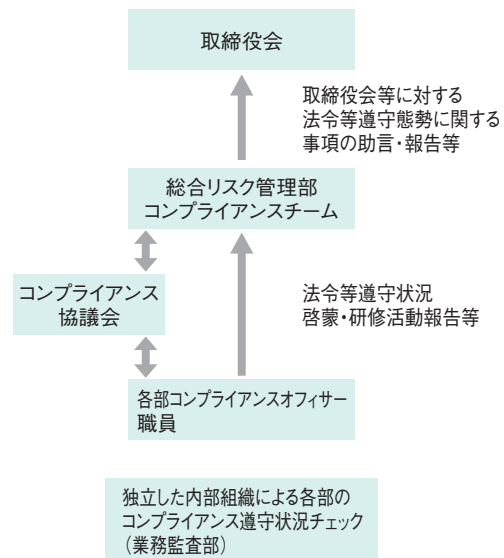 取締役会
取締役会等に対する
法令等遵守態勢に関する
事項の助言・報告等
総合リスク管理部
コンプライアンスチーム
コンプライアンス
協議会
法令等遵守状況
啓蒙・研修活動報告等
各部コンプライアンスオフィサー
職員
独立した内部組織による各部の
コンプライアンス遵守状況チェック
（業務監査部）